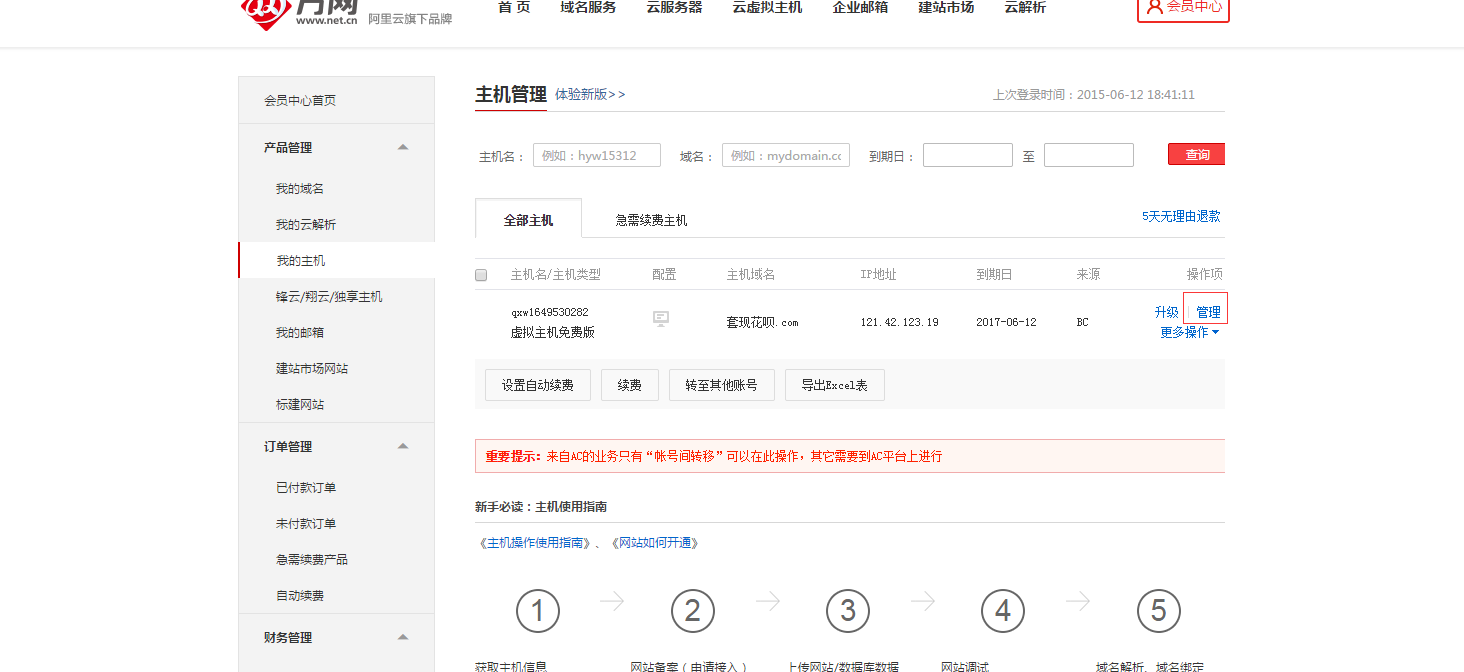 万网
www.net.cn 阿里云旗下品牌
首页 域名服务 云服务器 云虚拟主机 企业邮箱 建站市场 云解析
会员中心
会员中心首页
产品管理
我的域名
我的云解析
我的主机
锋云/翔云/独享主机
我的邮箱
建站市场网站
标建网站
订单管理
已付款订单
未付款订单
急需续费产品
自动续费
财务管理
主机管理 体验新版>> 上次登录时间：2015-06-12 18:41:11
主机名： 例如：hyw15312 域名： 例如：mydomain.cc 到期日： 至 查询
全部主机 急需续费主机 5天无理由退款
主机名/主机类型 配置 主机域名 IP地址 到期日 来源 操作项
qxw1649530282
虚拟主机免费版
套现花呗.com 121.42.123.19 2017-06-12 BC
升级 管理
更多操作
设置自动续费 续费 转至其他账号 导出Excel表
重要提示：来自AC的业务只有“帐号间转移”可以在此操作，其它需要到AC平台上进行
新手必读：主机使用指南
《主机操作使用指南》、《网站如何开通》
1 2 3 4 5
获取主机信息 网站备案（申请接入） 上传网站/数据库数据 网站调试 域名解析、域名绑定